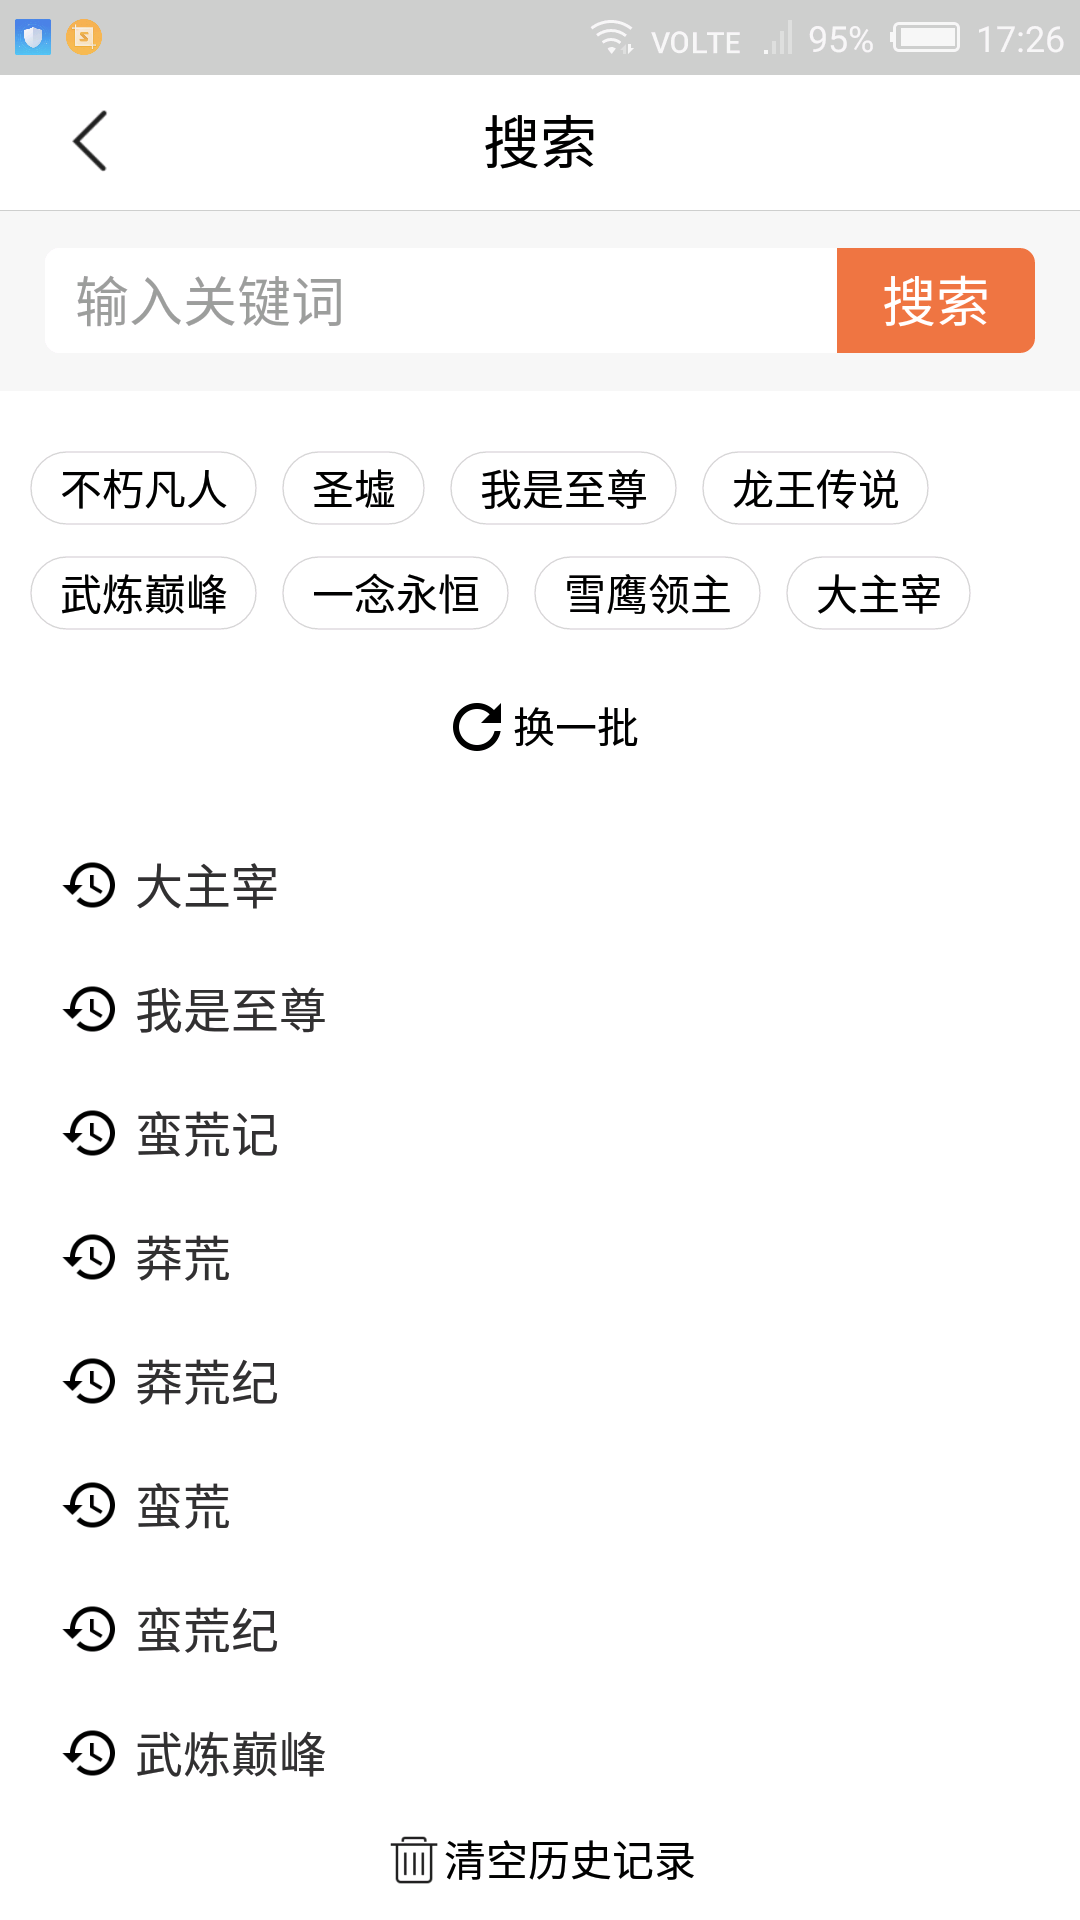 VOLTE 95% 17:26
搜索
输入关键词 搜索
不朽凡人 圣墟 我是至尊 龙王传说
武炼巅峰 一念永恒 雪鹰领主 大主宰
换一批
大主宰
我是至尊
蛮荒记
莽荒
莽荒纪
蛮荒
蛮荒纪
武炼巅峰
清空历史记录